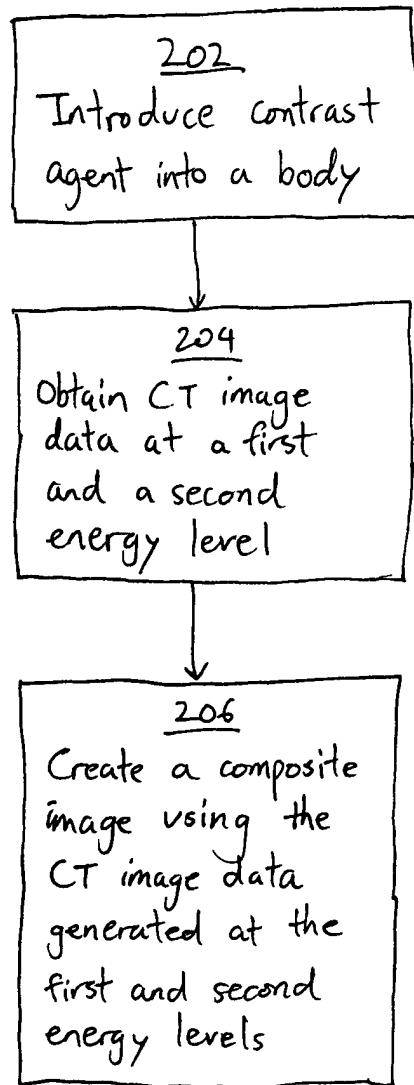 202
Introduce contrast
agent into a body
204
Obtain CT image
data at a first
and a second
energy level
206
Create a composite
image using the
CT image data
generated at the
first and second
energy levels